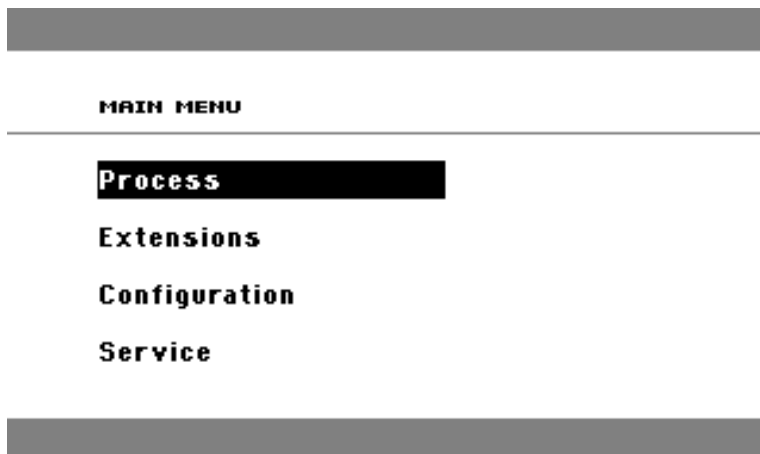 MAIN MENU
Process
Extensions
Configuration
Service